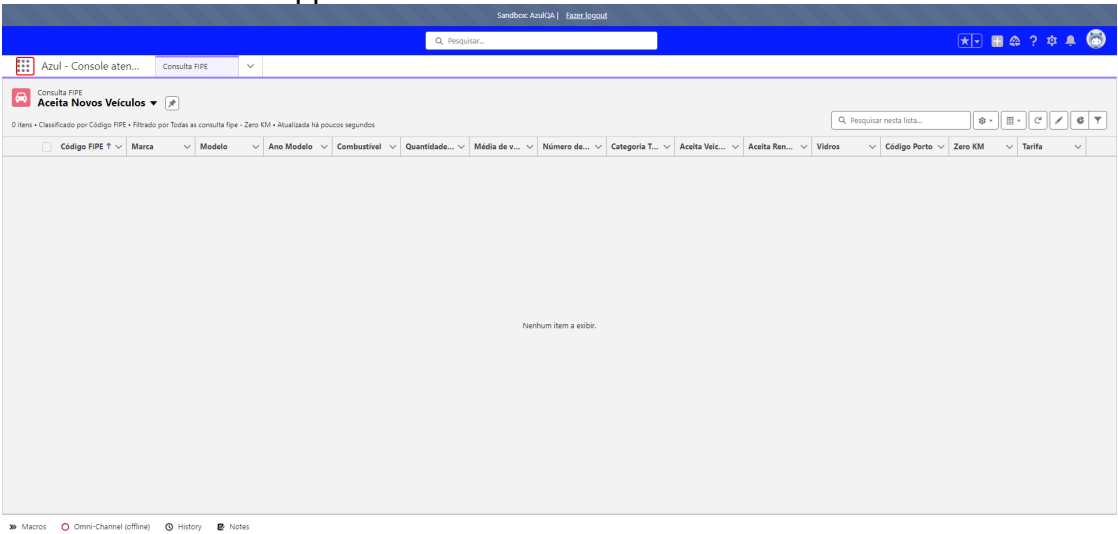 Sandbox: AzulQA | Fazer logout
Pesquisar...
Azul - Console aten... Consulta FIPE
Consulta FIPE
Aceita Novos Veículos
0 itens • Classificado por Código FIPE • Filtrado por Todas as consulta fipe - Zero KM • Atualizada há poucos segundos
Pesquisar nesta lista...
Código FIPE ↑ Marca Modelo Ano Modelo Combustível Quantidade... Média de v... Número de... Categoria T... Aceita Veíc... Aceita Ren... Vidros Código Porto Zero KM Tarifa
Nenhum item a exibir.
Macros Omni-Channel (offline) History Notes